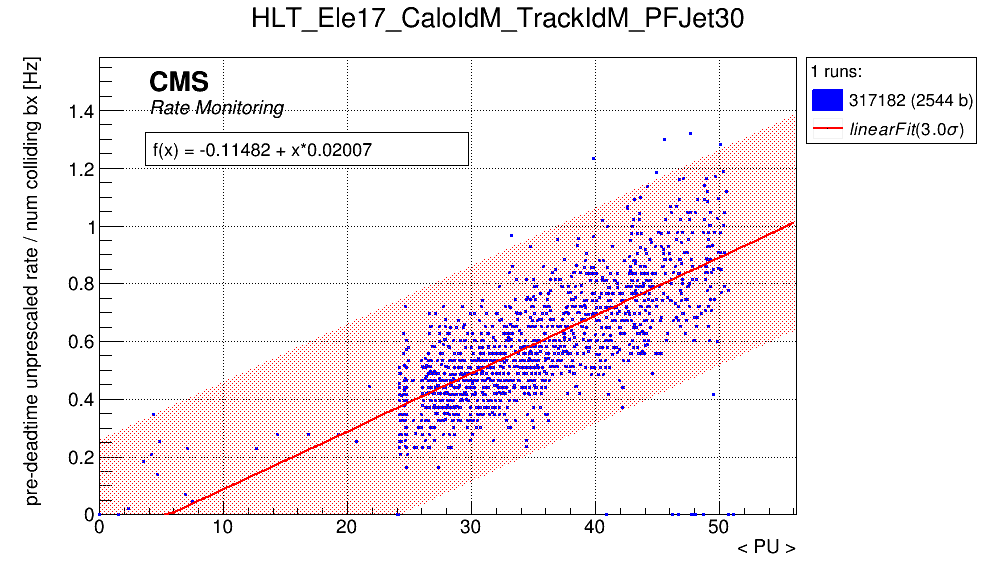 HLT_Ele17_CaloIdM_TrackIdM_PFJet30
pre-deadtime unprescaled rate / num colliding bx [Hz]
CMS
Rate Monitoring
f(x) = -0.11482 + x*0.02007
1.4
1.2
1
0.8
0.6
0.4
0.2
0
0 10 20 30 40 50
< PU >
1 runs:
317182 (2544 b)
linearFit(3.0σ)